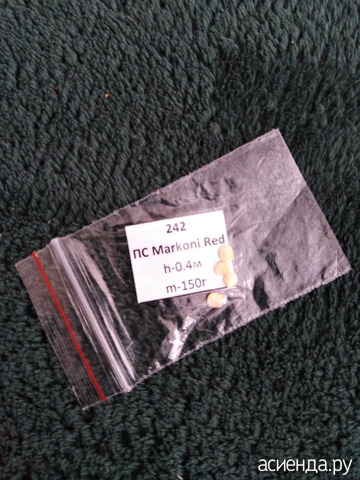 242
ПС Markoni Red
h-0.4м
m-150г
асиенда.ру